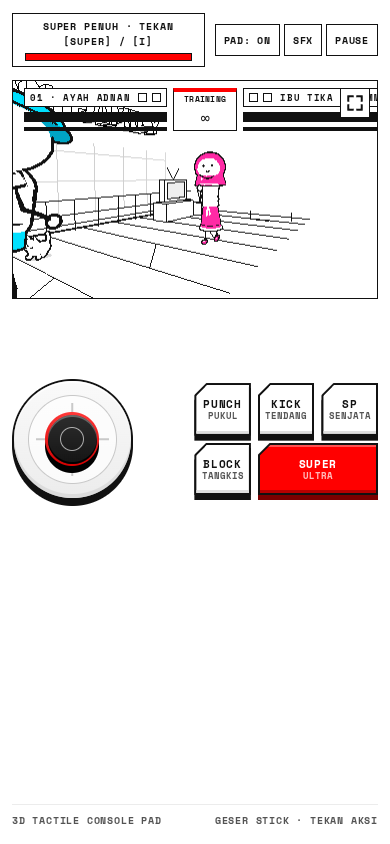 SUPER PENUH · TEKAN
[SUPER] / [I]
PAD: ON
SFX
PAUSE
01 · AYAH ADNAN
TRAINING
∞
IBU TIKA
PUNCH
PUKUL
KICK
TENDANG
SP
SENJATA
BLOCK
TANGKIS
SUPER
ULTRA
3D TACTILE CONSOLE PAD
GESER STICK · TEKAN AKSI